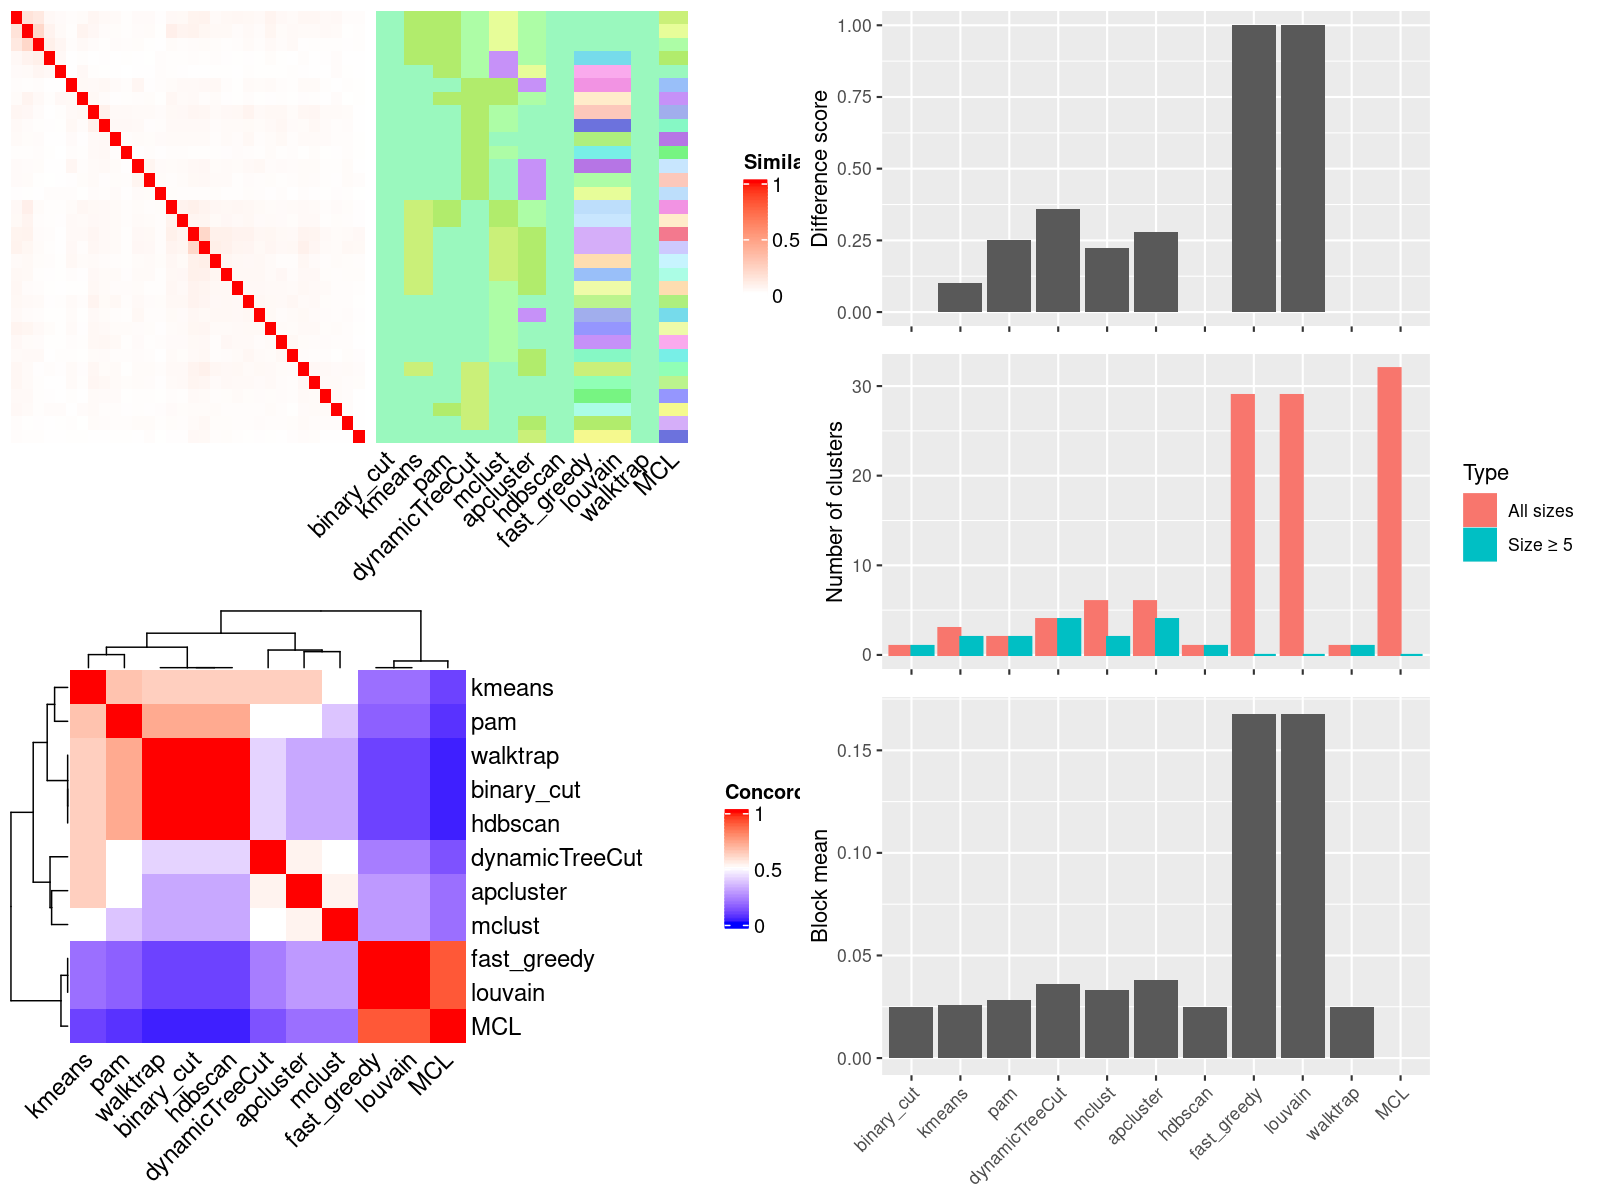 Simila
1
0.5
0
binary_cut
kmeans
pam
dynamicTreeCut
mclust
apcluster
hdbscan
fast_greedy
louvain
walktrap
MCL
kmeans
pam
walktrap
binary_cut
hdbscan
dynamicTreeCut
apcluster
mclust
fast_greedy
louvain
MCL
kmeans
pam
walktrap
binary_cut
hdbscan
dynamicTreeCut
apcluster
mclust
fast_greedy
louvain
MCL
Concord
1
0.5
0
Difference score
1.00
0.75
0.50
0.25
0.00
Number of clusters
30
20
10
0
Type
All sizes
Size ≥ 5
Block mean
0.15
0.10
0.05
0.00
binary_cut
kmeans
pam
dynamicTreeCut
mclust
apcluster
hdbscan
fast_greedy
louvain
walktrap
MCL